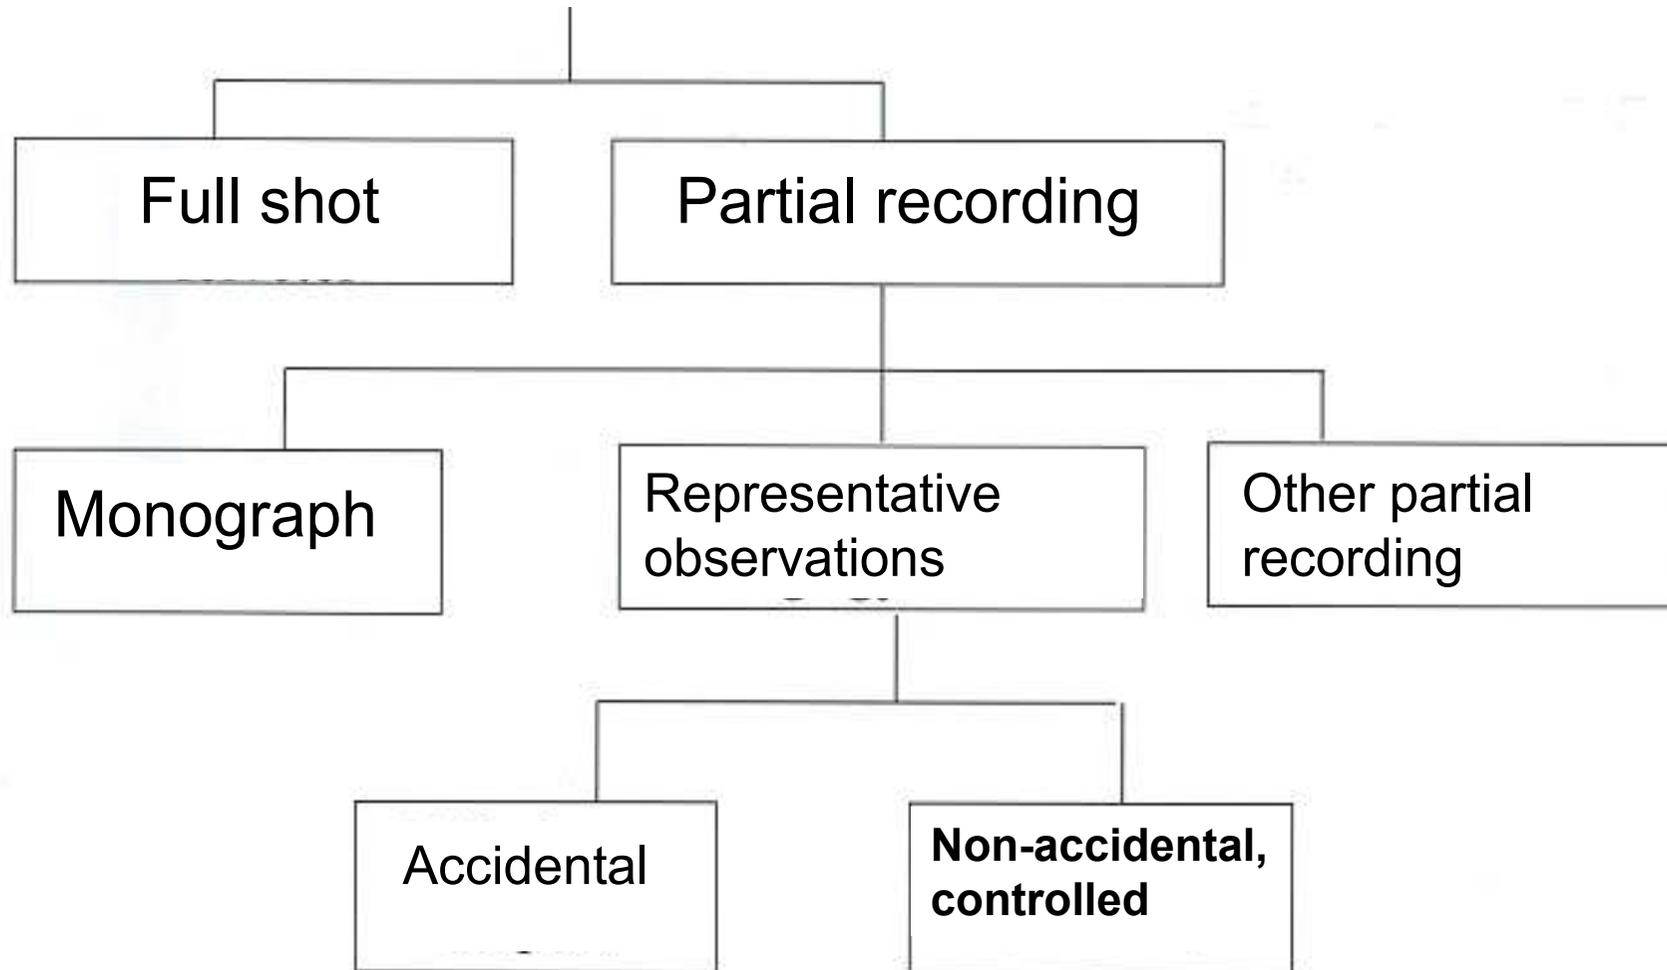 Full shot
Partial recording
Monograph
Representative
observations
Other partial
recording
Accidental
Non-accidental,
controlled